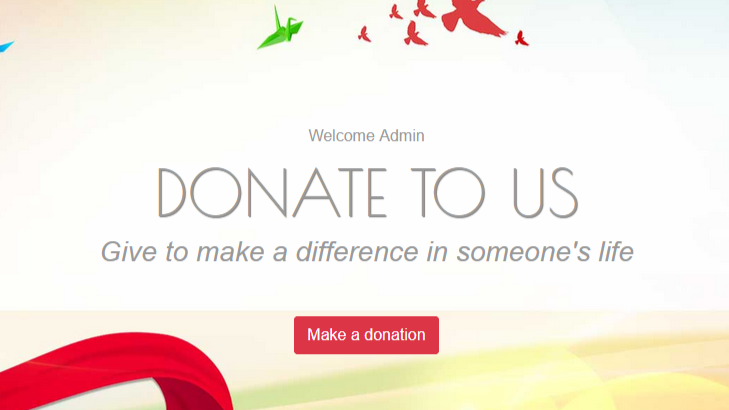 Welcome Admin
DONATE TO US
Give to make a difference in someone's life
Make a donation